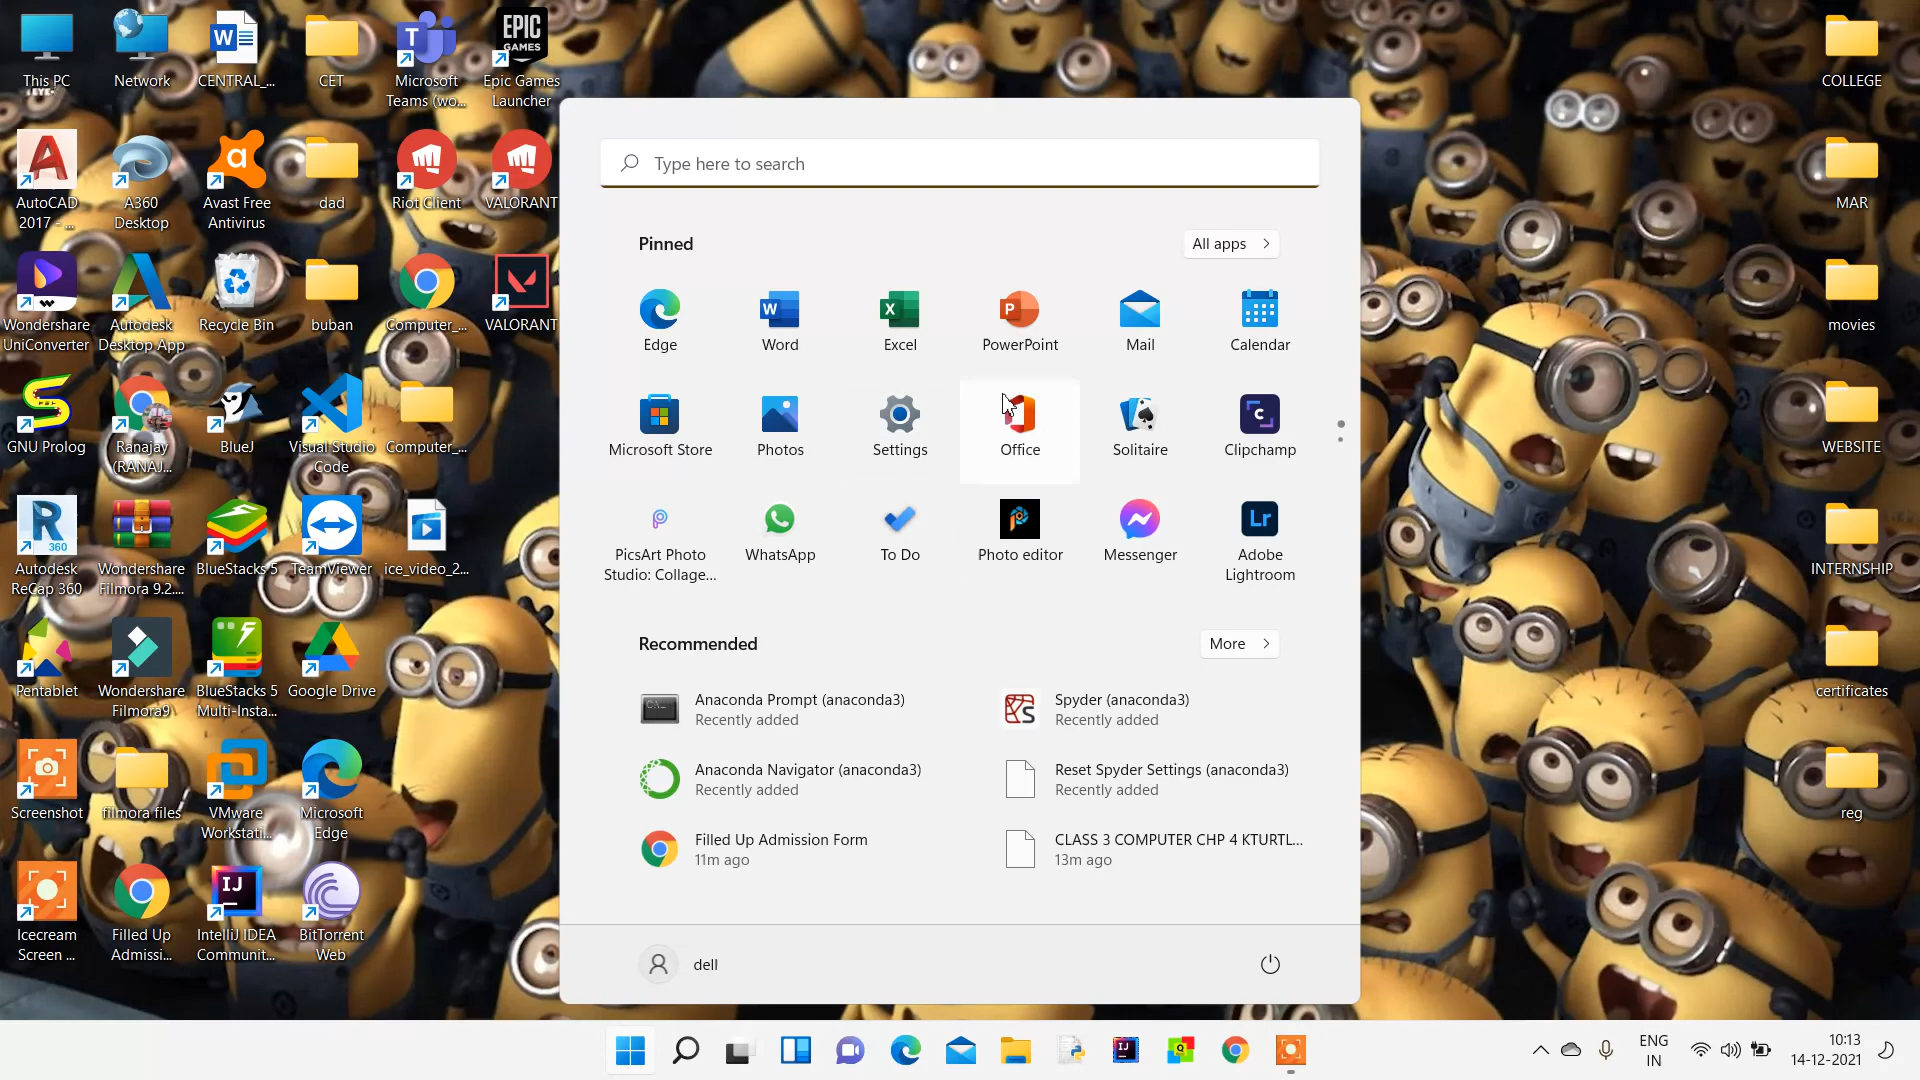 This PC
Network
CENTRAL_...
CET
Microsoft
Teams (wo...
Epic Games
Launcher
EPIC
GAMES
AutoCAD
2017 - ...
A360
Desktop
Avast Free
Antivirus
dad
Riot Client
VALORANT
Wondershare
UniConverter
Autodesk
Desktop App
Recycle Bin
buban
Computer_...
VALORANT
GNU Prolog
Ranajay
(RANAJ...
BlueJ
Visual Studio
Code
Computer_...
R
360
Autodesk
ReCap 360
Wondershare
Filmora 9.2....
BlueStacks 5
TeamViewer
ice_video_2...
Pentablet
Wondershare
Filmora9
BlueStacks 5
Multi-Insta...
Google Drive
Screenshot
filmora files
VMware
Workstati...
Microsoft
Edge
IJ
Icecream
Screen ...
Filled Up
Admissi...
IntelliJ IDEA
Communit...
BitTorrent
Web
Type here to search
Pinned
All apps
Edge
Word
Excel
PowerPoint
Mail
Calendar
Microsoft Store
Photos
Settings
Office
Solitaire
Clipchamp
Lr
PicsArt Photo
Studio: Collage...
WhatsApp
To Do
Photo editor
Messenger
Adobe
Lightroom
Recommended
More
Anaconda Prompt (anaconda3)
Recently added
Spyder (anaconda3)
Recently added
Anaconda Navigator (anaconda3)
Recently added
Reset Spyder Settings (anaconda3)
Recently added
Filled Up Admission Form
11m ago
CLASS 3 COMPUTER CHP 4 KTURTL...
13m ago
dell
COLLEGE
MAR
movies
WEBSITE
INTERNSHIP
certificates
reg
ENG
IN
10:13
14-12-2021